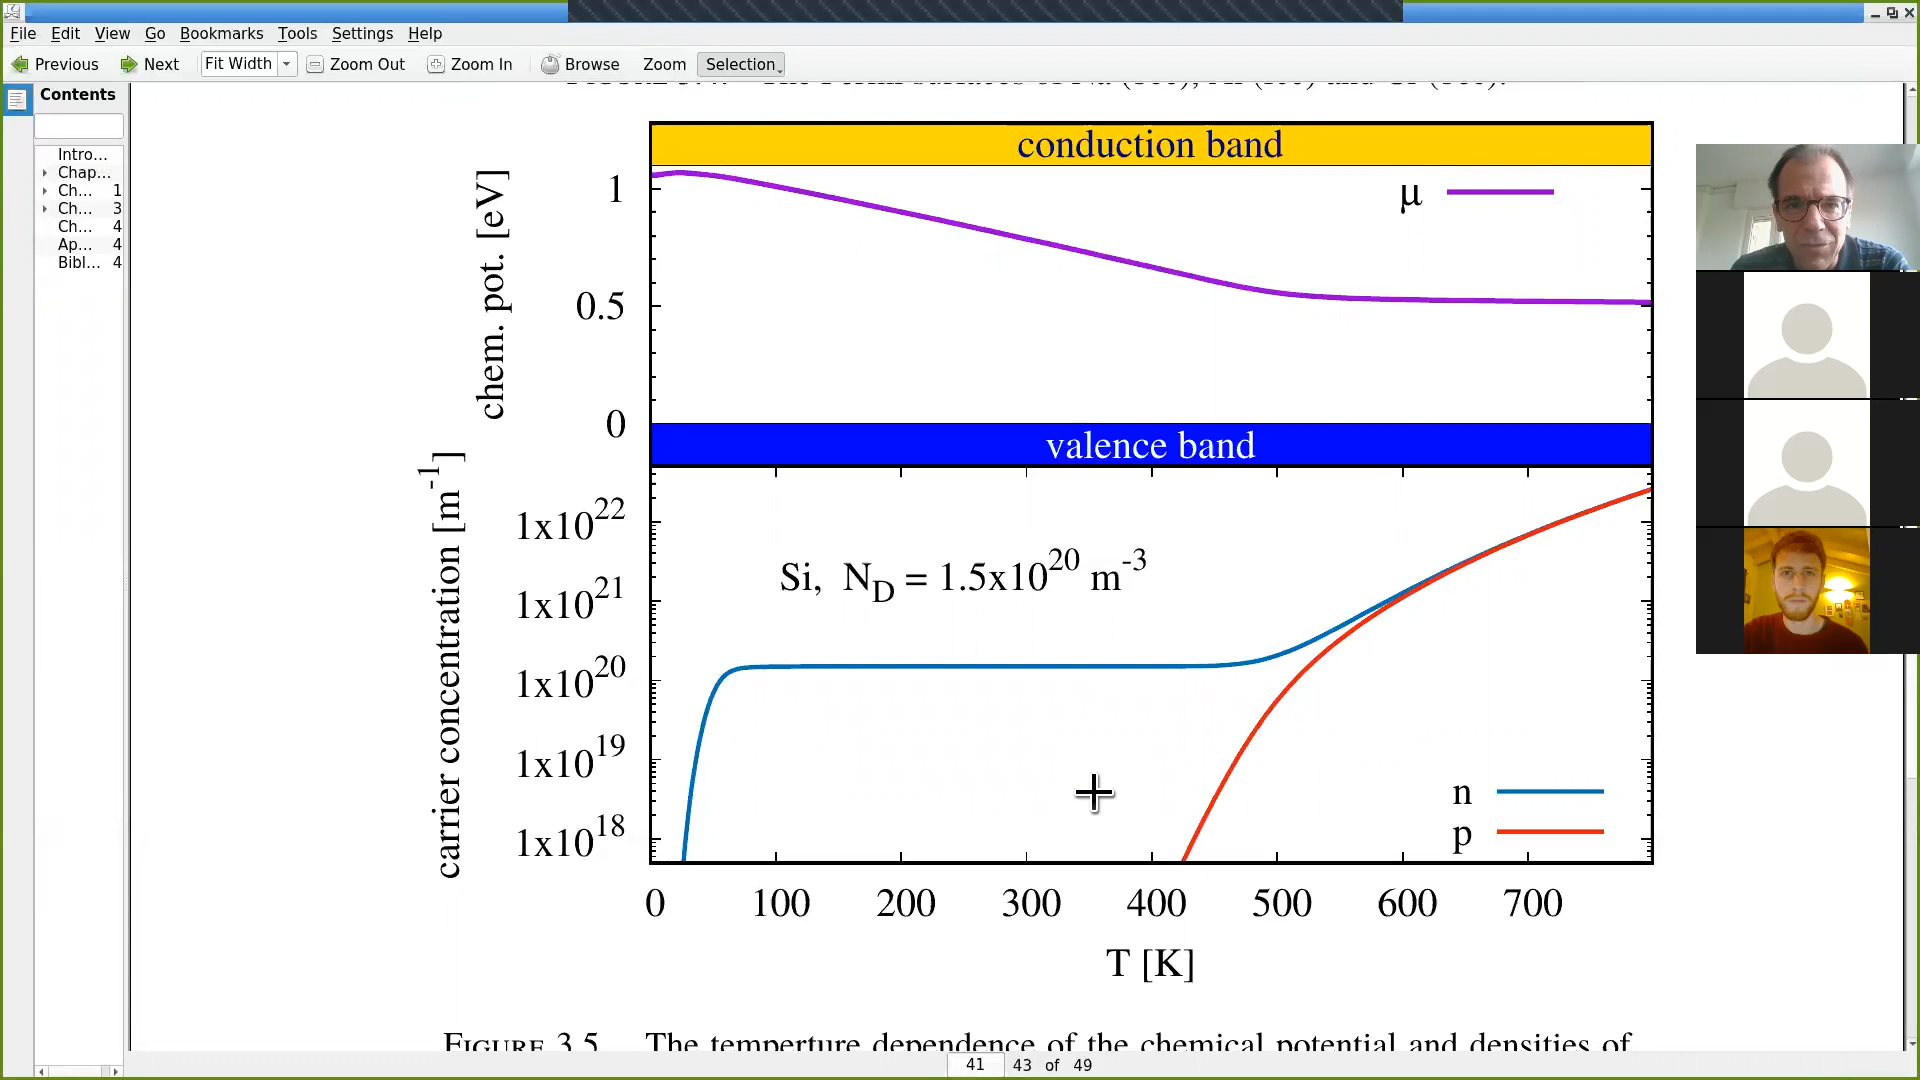 File Edit View Go Bookmarks Tools Settings Help
Previous Next Fit Width Zoom Out Zoom In Browse Zoom Selection
Contents
Intro...
Chap...
Ch... 1
Ch... 3
Ch... 4
Ap... 4
Bibl... 4
conduction band
μ
chem. pot. [eV]
1
0.5
0
valence band
carrier concentration [m⁻¹]
1x10²²
1x10²¹
1x10²⁰
1x10¹⁹
1x10¹⁸
Si, N_D = 1.5x10²⁰ m⁻³
n
p
0 100 200 300 400 500 600 700
T [K]
FIGURE 3.5 The temperture dependence of the chemical potential and densities of
41 43 of 49